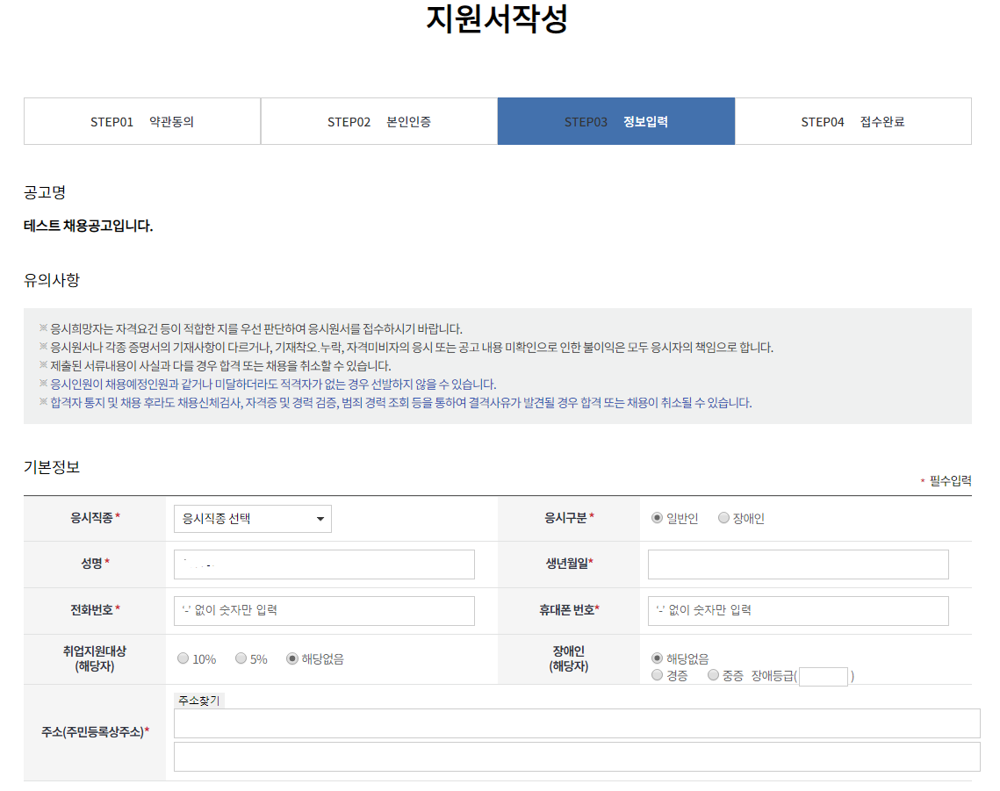 지원서작성
STEP01 약관동의
STEP02 본인인증
STEP03 정보입력
STEP04 접수완료
공고명
테스트 채용공고입니다.
유의사항
※ 응시희망자는 자격요건 등이 적합한 지를 우선 판단하여 응시원서를 접수하시기 바랍니다.
※ 응시원서나 각종 증명서의 기재사항이 다르거나, 기재착오.누락, 자격미비자의 응시 또는 공고 내용 미확인으로 인한 불이익은 모두 응시자의 책임으로 합니다.
※ 제출된 서류내용이 사실과 다를 경우 합격 또는 채용을 취소할 수 있습니다.
※ 응시인원이 채용예정인원과 같거나 미달하더라도 적격자가 없는 경우 선발하지 않을 수 있습니다.
※ 합격자 통지 및 채용 후라도 채용신체검사, 자격증 및 경력 검증, 범죄 경력 조회 등을 통하여 결격사유가 발견될 경우 합격 또는 채용이 취소될 수 있습니다.
기본정보
* 필수입력
응시직종 * 응시직종 선택
응시구분 * 일반인 장애인
성명 *
생년월일*
전화번호 * '-' 없이 숫자만 입력
휴대폰 번호* '-' 없이 숫자만 입력
취업지원대상
(해당자)
10% 5% 해당없음
장애인
(해당자)
해당없음
경증 중증 장애등급( )
주소(주민등록상주소)*
주소찾기